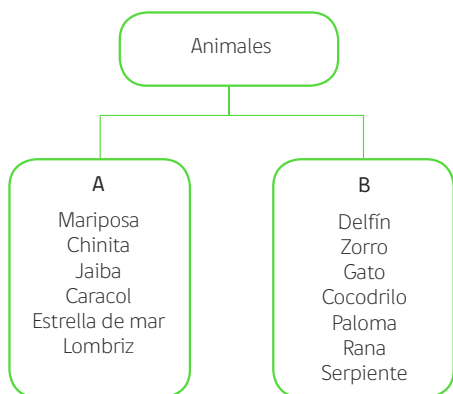 Animales
A
Mariposa
Chinita
Jaiba
Caracol
Estrella de mar
Lombriz
B
Delfín
Zorro
Gato
Cocodrilo
Paloma
Rana
Serpiente